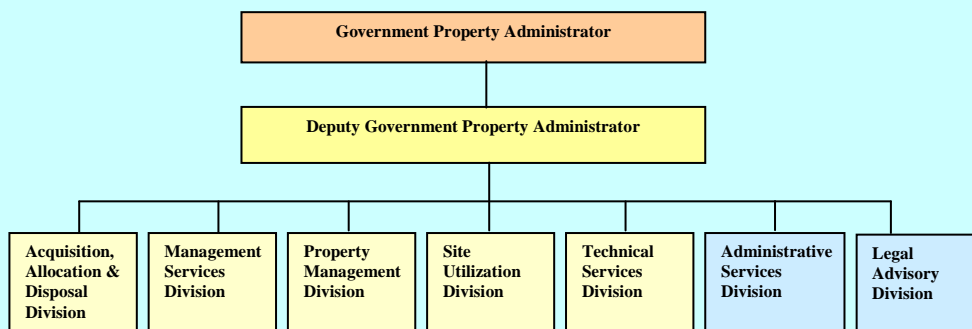 Government Property Administrator
Deputy Government Property Administrator
Acquisition,
Allocation &
Disposal
Division
Management
Services
Division
Property
Management
Division
Site
Utilization
Division
Technical
Services
Division
Administrative
Services
Division
Legal
Advisory
Division